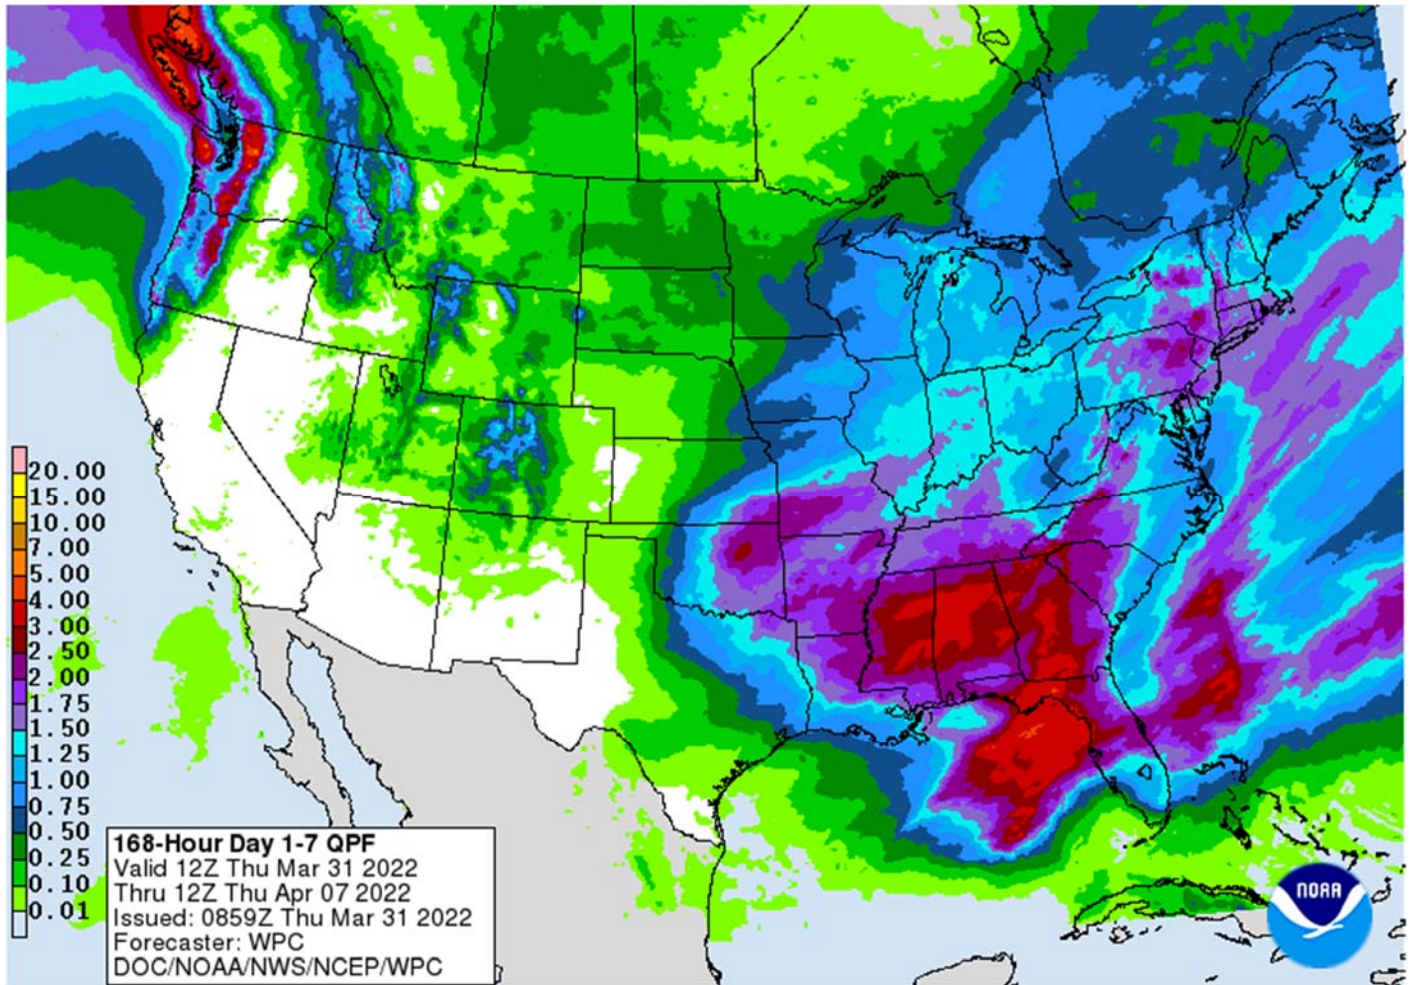 20.00
15.00
10.00
7.00
5.00
4.00
3.00
2.50
2.00
1.75
1.50
1.25
1.00
0.75
0.50
0.25
0.10
0.01
168-Hour Day 1-7 QPF
Valid 12Z Thu Mar 31 2022
Thru 12Z Thu Apr 07 2022
Issued: 0859Z Thu Mar 31 2022
Forecaster: WPC
DOC/NOAA/NWS/NCEP/WPC
NOAA